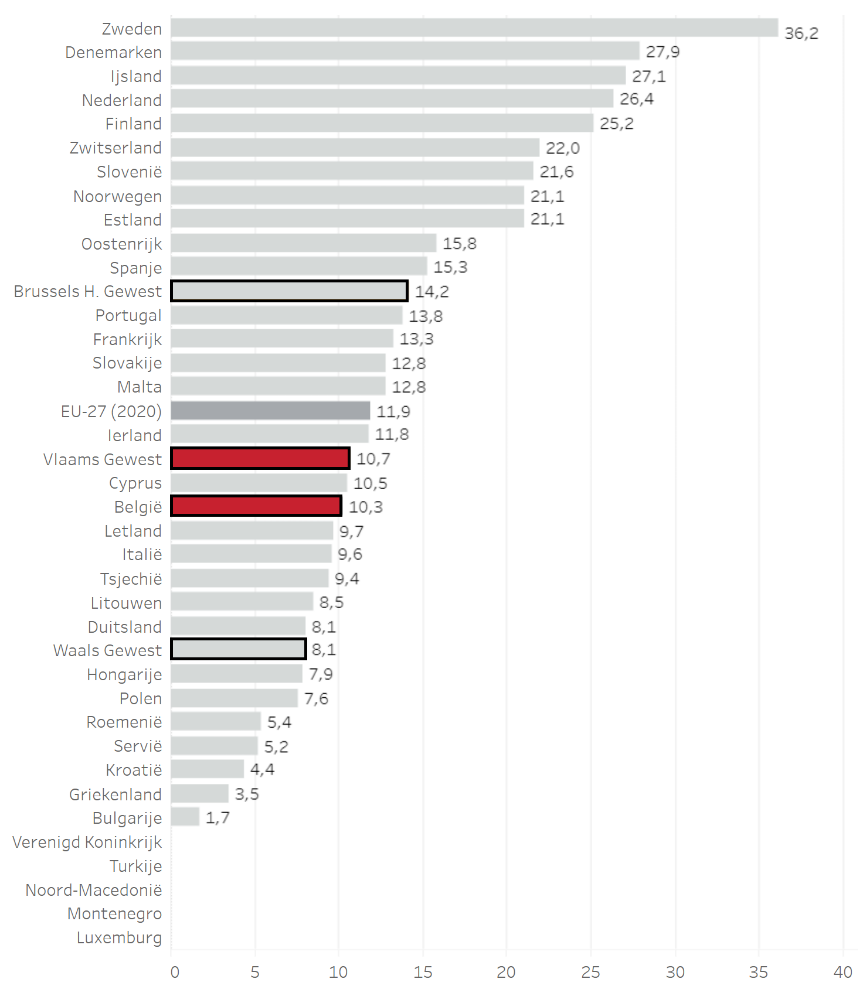 Zweden 36,2
Denemarken 27,9
Ijsland 27,1
Nederland 26,4
Finland 25,2
Zwitserland 22,0
Slovenië 21,6
Noorwegen 21,1
Estland 21,1
Oostenrijk 15,8
Spanje 15,3
Brussels H. Gewest 14,2
Portugal 13,8
Frankrijk 13,3
Slovakije 12,8
Malta 12,8
EU-27 (2020) 11,9
Ierland 11,8
Vlaams Gewest 10,7
Cyprus 10,5
België 10,3
Letland 9,7
Italië 9,6
Tsjechië 9,4
Litouwen 8,5
Duitsland 8,1
Waals Gewest 8,1
Hongarije 7,9
Polen 7,6
Roemenië 5,4
Servië 5,2
Kroatië 4,4
Griekenland 3,5
Bulgarije 1,7
Verenigd Koninkrijk
Turkije
Noord-Macedonië
Montenegro
Luxemburg
0 5 10 15 20 25 30 35 40